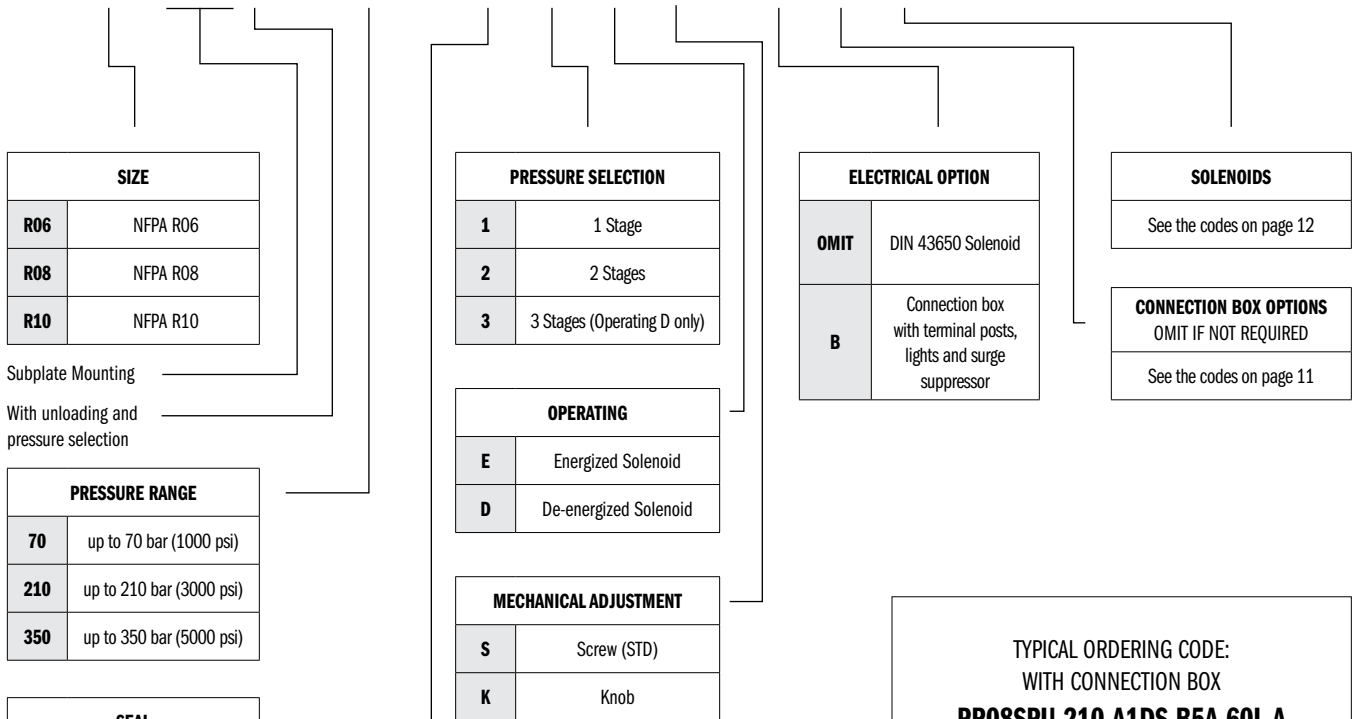 SIZE
R06 NFPA R06
R08 NFPA R08
R10 NFPA R10
Subplate Mounting
With unloading and
pressure selection
PRESSURE RANGE
70 up to 70 bar (1000 psi)
210 up to 210 bar (3000 psi)
350 up to 350 bar (5000 psi)
PRESSURE SELECTION
1 1 Stage
2 2 Stages
3 3 Stages (Operating D only)
OPERATING
E Energized Solenoid
D De-energized Solenoid
MECHANICAL ADJUSTMENT
S Screw (STD)
K Knob
ELECTRICAL OPTION
OMIT DIN 43650 Solenoid
B Connection box
with terminal posts,
lights and surge
suppressor
SOLENOIDS
See the codes on page 12
CONNECTION BOX OPTIONS
OMIT IF NOT REQUIRED
See the codes on page 11
TYPICAL ORDERING CODE:
WITH CONNECTION BOX